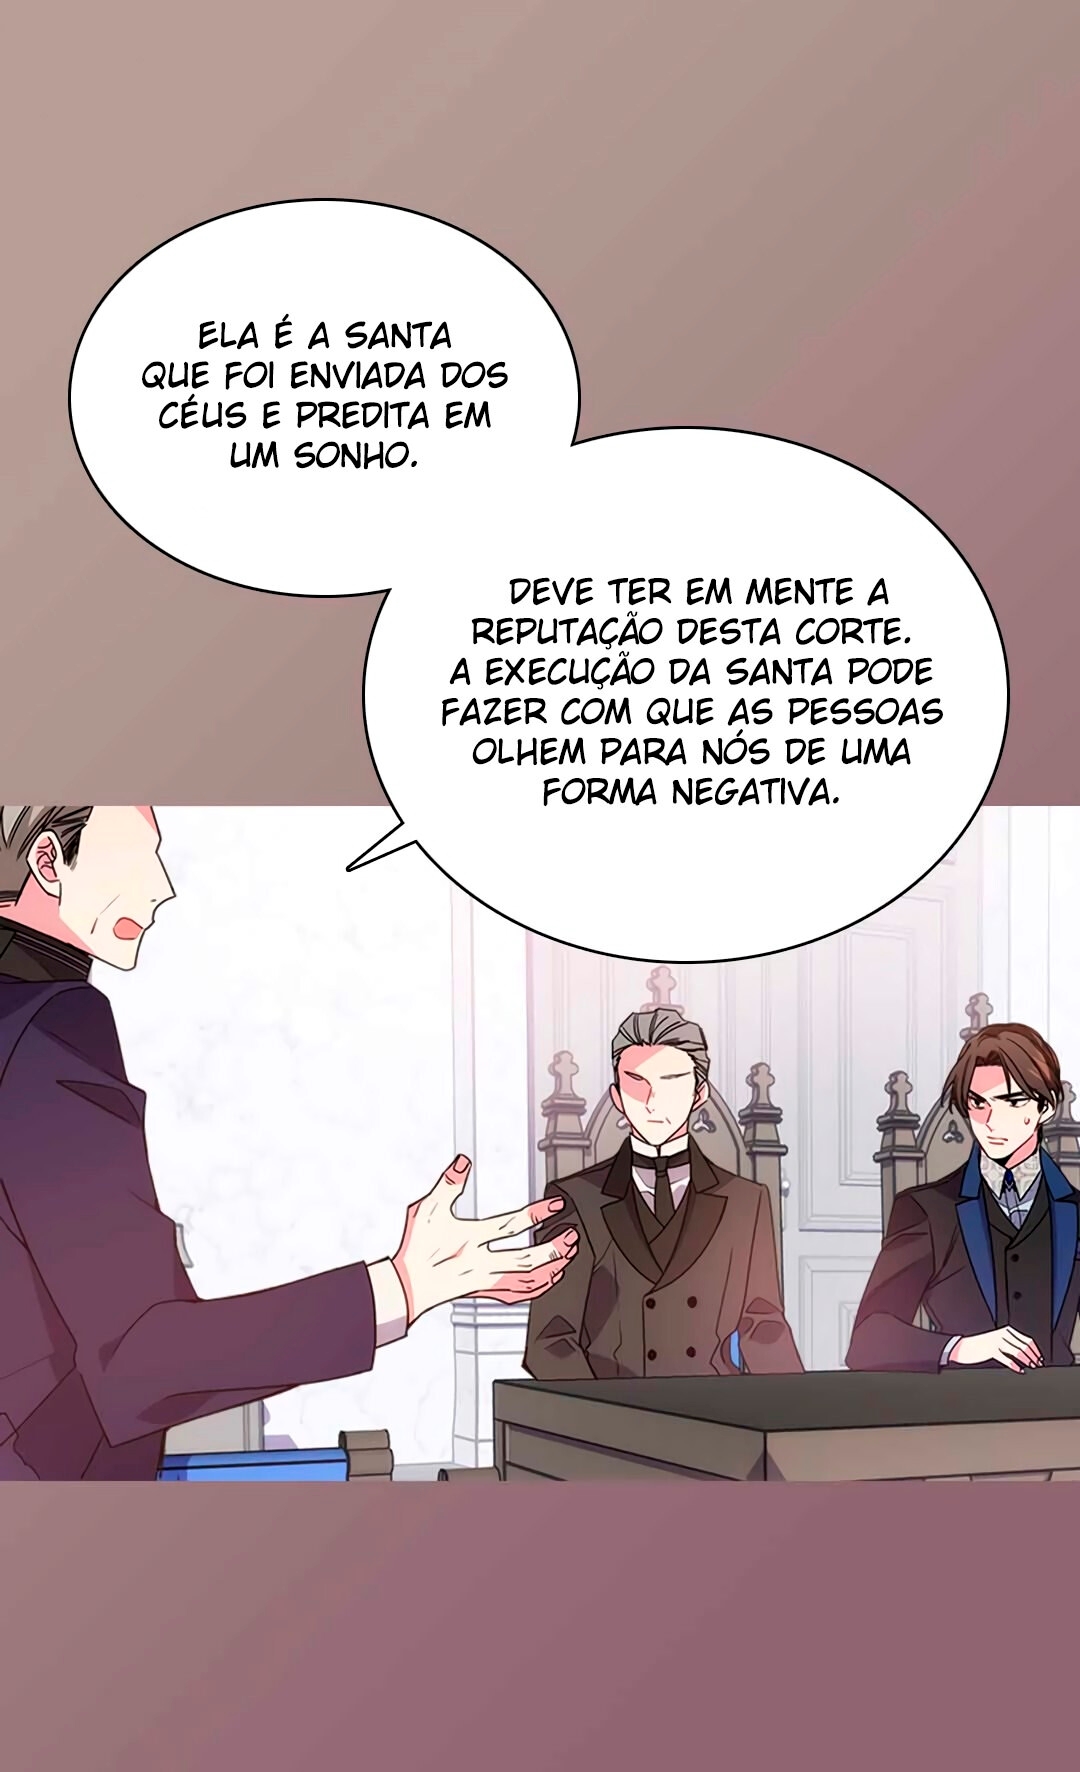 ELA É A SANTA
QUE FOI ENVIADA DOS
CÉUS E PREDITA EM
UM SONHO.
DEVE TER EM MENTE A
REPUTAÇÃO DESTA CORTE.
A EXECUÇÃO DA SANTA PODE
FAZER COM QUE AS PESSOAS
OLHEM PARA NÓS DE UMA
FORMA NEGATIVA.